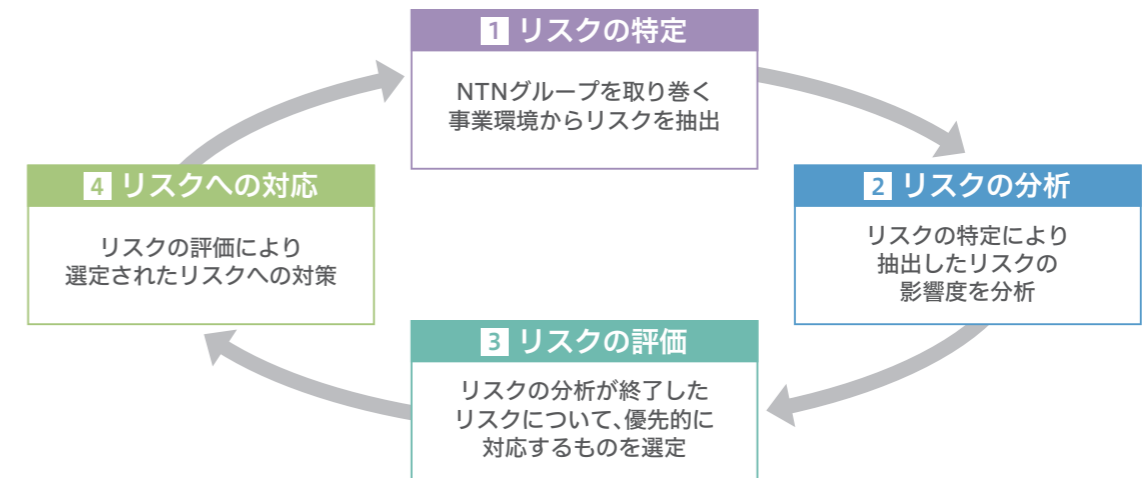 1 リスクの特定
NTNグループを取り巻く
事業環境からリスクを抽出
2 リスクの分析
リスクの特定により
抽出したリスクの
影響度を分析
3 リスクの評価
リスクの分析が終了した
リスクについて、優先的に
対応するものを選定
4 リスクへの対応
リスクの評価により
選定されたリスクへの対策